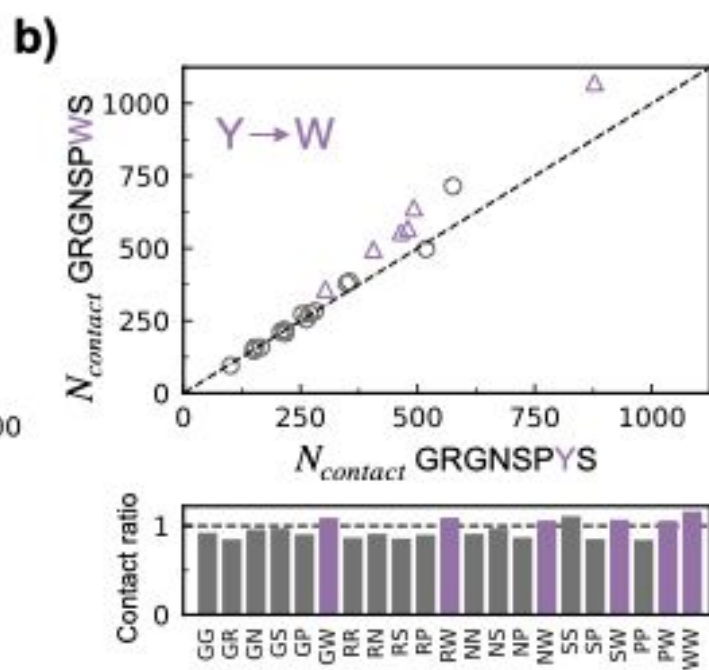 b)
N_contact GRGNSPWS
1000
750
500
250
0
Y → W
00
0 250 500 750 1000
N_contact GRGNSPYS
Contact ratio
1
0
GG GR GN GS GP GW RR RN RS RP RW NN NS NP NW SS SP SW PP PW WW